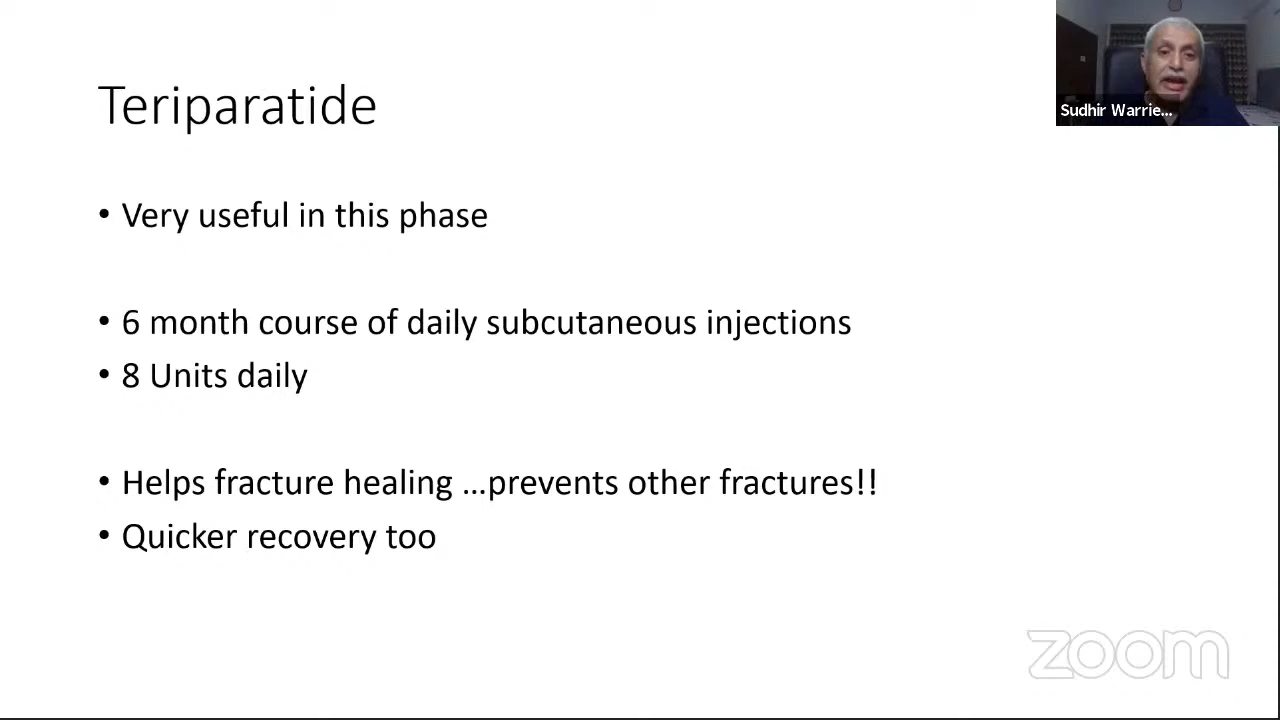 Teriparatide
Sudhir Warrie...
• Very useful in this phase
• 6 month course of daily subcutaneous injections
• 8 Units daily
• Helps fracture healing ...prevents other fractures!!
• Quicker recovery too
zoom